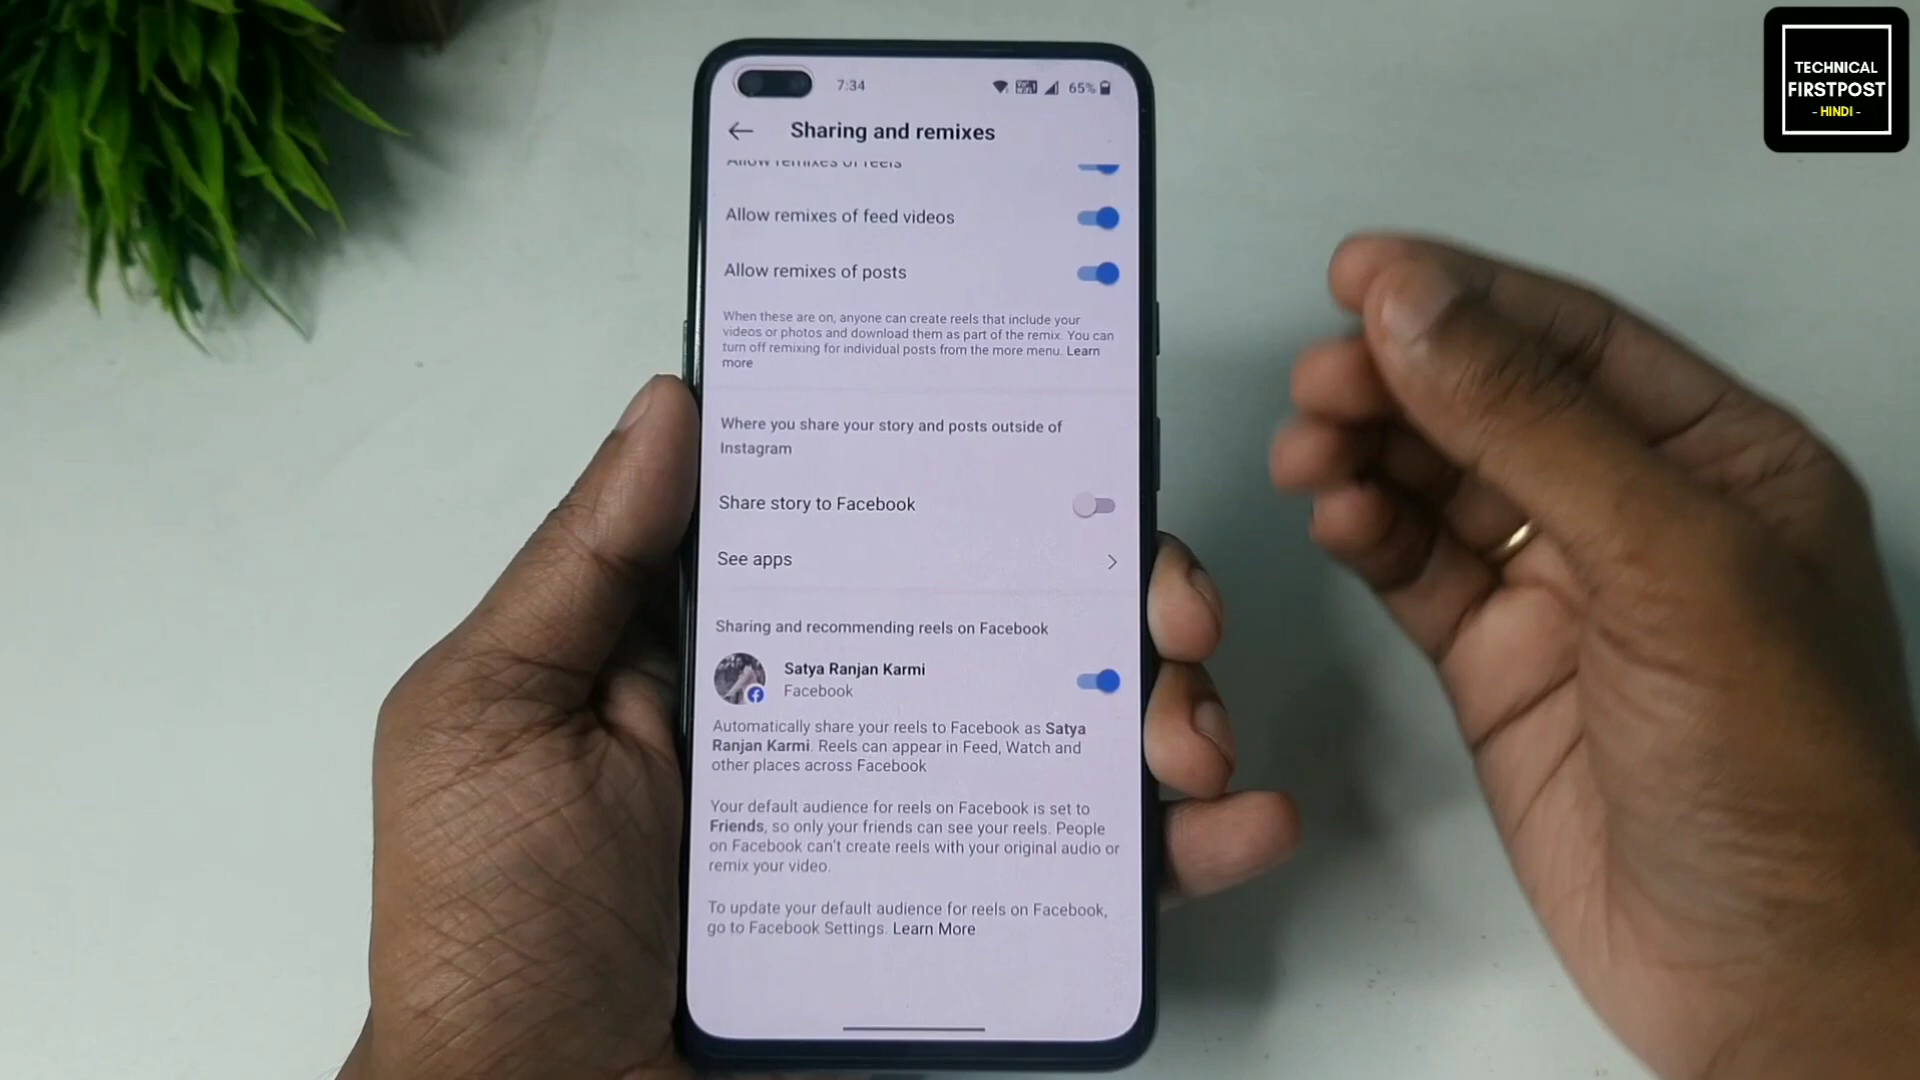 TECHNICAL
FIRSTPOST
- HINDI -
7:34
65%
Sharing and remixes
Allow remixes of reels
Allow remixes of feed videos
Allow remixes of posts
When these are on, anyone can create reels that include your
videos or photos and download them as part of the remix. You can
turn off remixing for individual posts from the more menu. Learn
more
Where you share your story and posts outside of
Instagram
Share story to Facebook
See apps
Sharing and recommending reels on Facebook
Satya Ranjan Karmi
Facebook
Automatically share your reels to Facebook as Satya
Ranjan Karmi. Reels can appear in Feed, Watch and
other places across Facebook
Your default audience for reels on Facebook is set to
Friends, so only your friends can see your reels. People
on Facebook can't create reels with your original audio or
remix your video.
To update your default audience for reels on Facebook,
go to Facebook Settings. Learn More